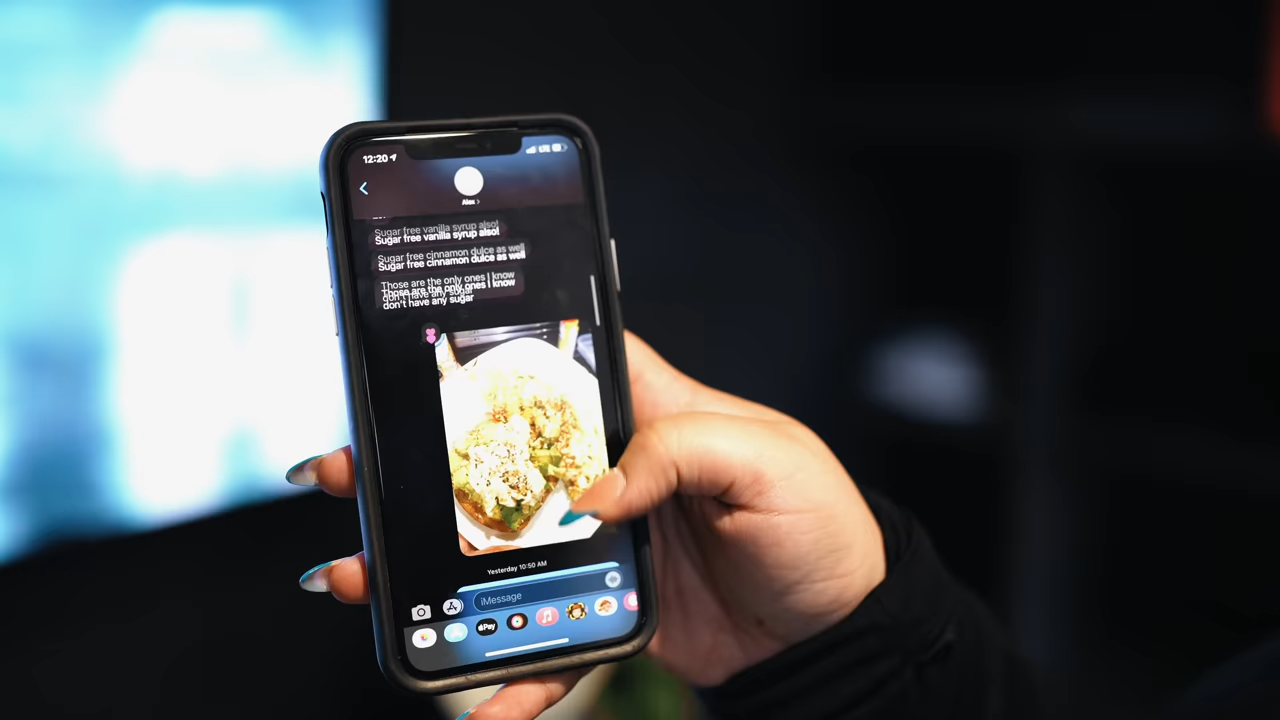 12:20
Alex
Sugar free vanilla syrup also!
Sugar free cinnamon dulce as well
Those are the only ones I know
don't have any sugar
Yesterday 10:50 AM
iMessage
Pay